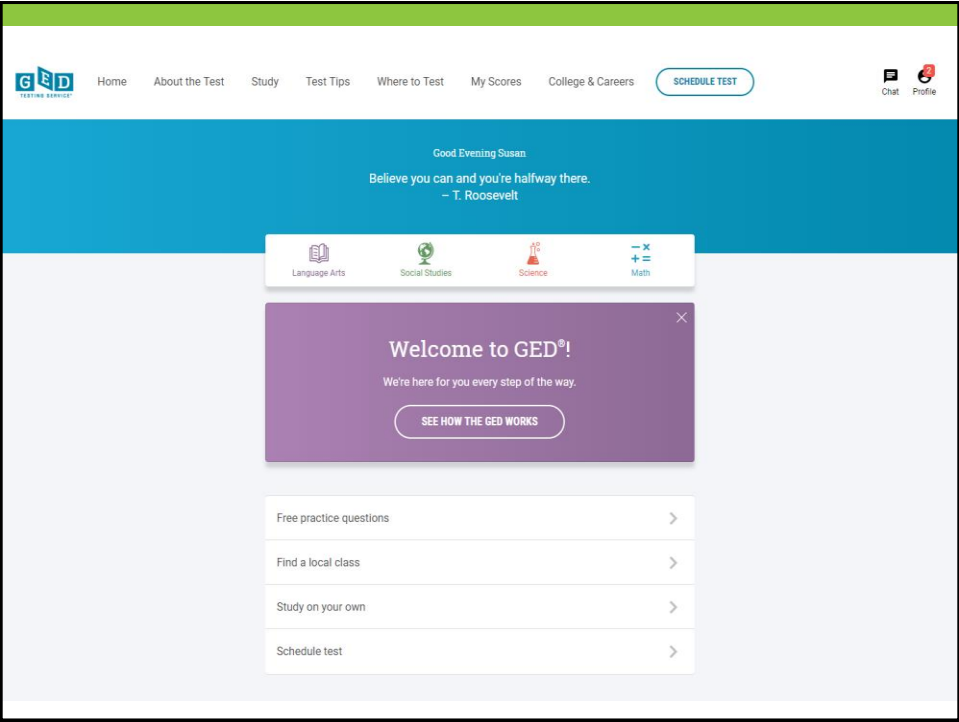 GED
TESTING SERVICE®
Home
About the Test
Study
Test Tips
Where to Test
My Scores
College & Careers
SCHEDULE TEST
Chat
2
Profile
Good Evening Susan
Believe you can and you're halfway there.
– T. Roosevelt
Language Arts
Social Studies
Science
Math
Welcome to GED®!
We're here for you every step of the way.
SEE HOW THE GED WORKS
Free practice questions
Find a local class
Study on your own
Schedule test